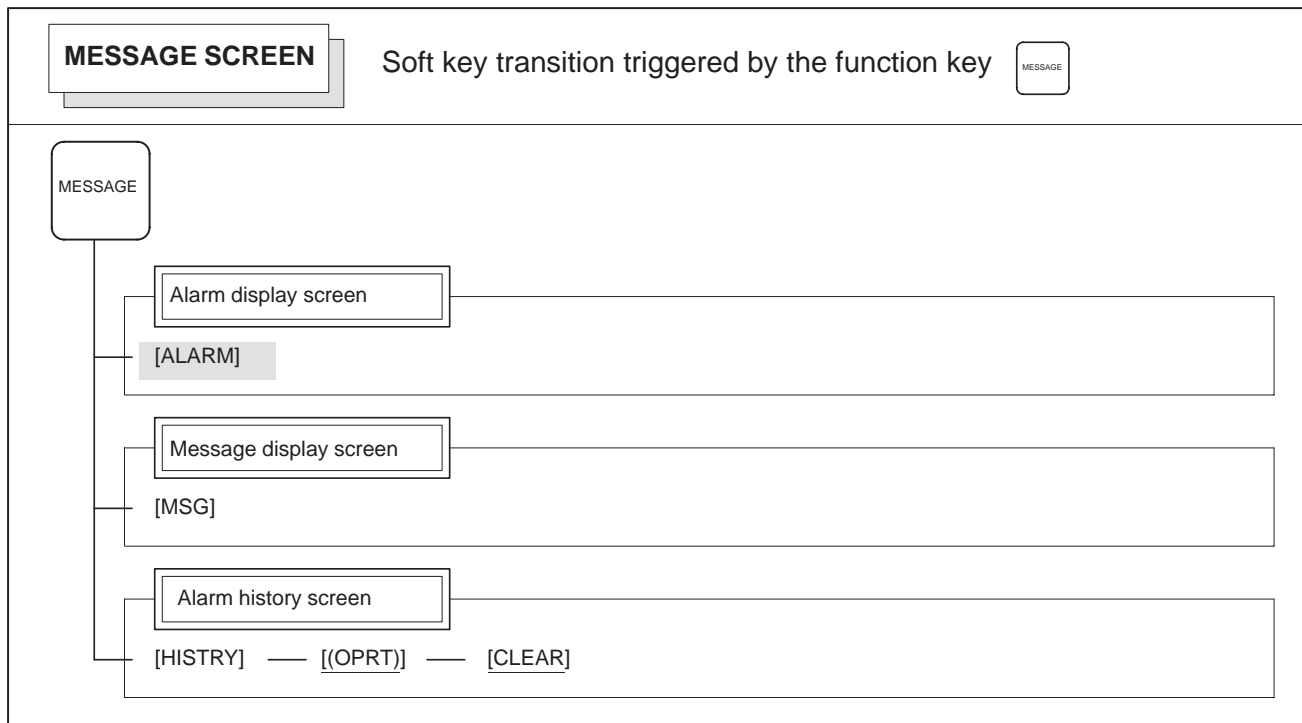 MESSAGE SCREEN
Soft key transition triggered by the function key
MESSAGE
MESSAGE
Alarm display screen
[ALARM]
Message display screen
[MSG]
Alarm history screen
[HISTRY] [(OPRT)] [CLEAR]